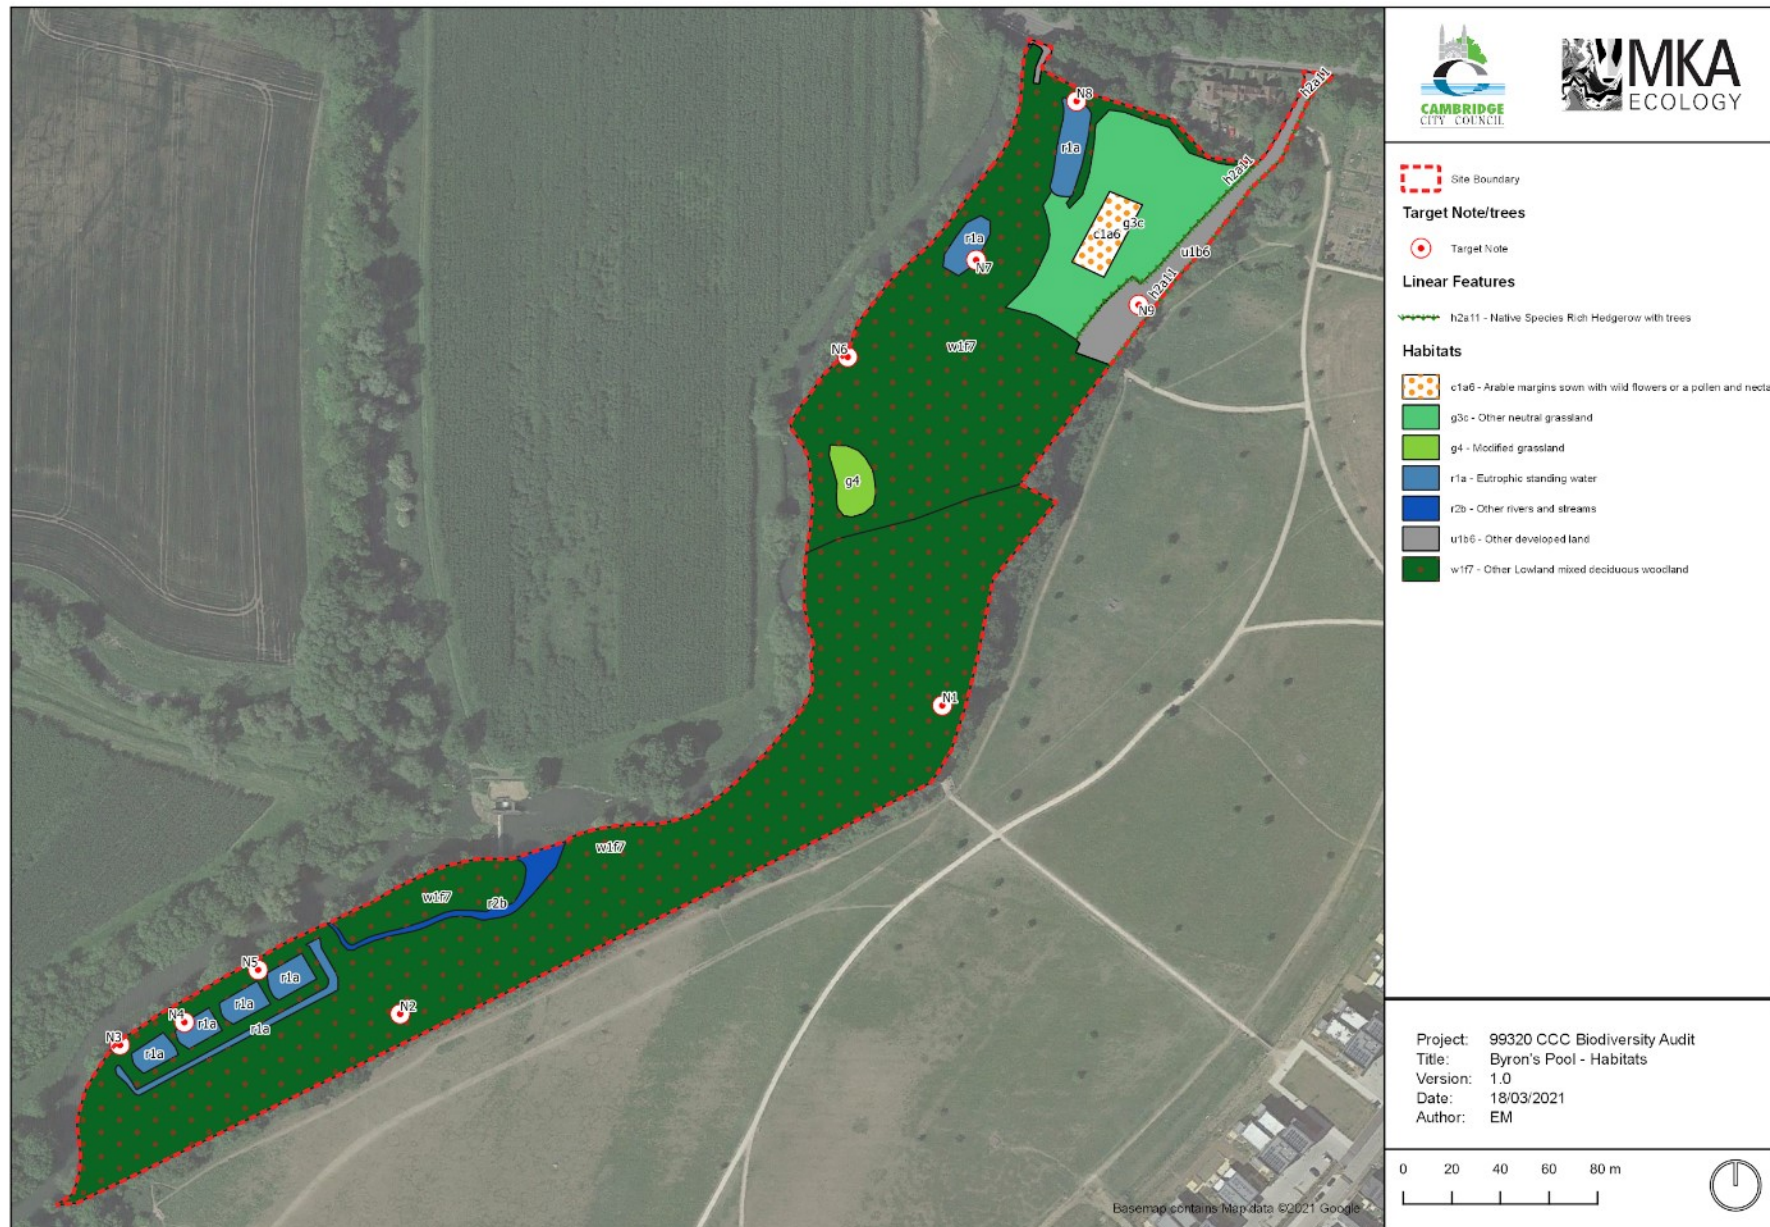 N8
h2a11
r1a
h2a11
c1a6
g3c
r1a
N7
u1b6
h2a11
N9
N6
w1f7
g4
N1
w1f7
w1f7
r2b
N5
r1a
r1a
N4
r1a
r1a
N2
N3
r1a
Basemap contains Map data ©2021 Google
CAMBRIDGE
CITY COUNCIL
MKA
ECOLOGY
Site Boundary
Target Note/trees
Target Note
Linear Features
h2a11 - Native Species Rich Hedgerow with trees
Habitats
c1a6 - Arable margins sown with wild flowers or a pollen and necta
g3c - Other neutral grassland
g4 - Modified grassland
r1a - Eutrophic standing water
r2b - Other rivers and streams
u1b6 - Other developed land
w1f7 - Other Lowland mixed deciduous woodland
Project: 99320 CCC Biodiversity Audit
Title: Byron's Pool - Habitats
Version: 1.0
Date: 18/03/2021
Author: EM
0 20 40 60 80 m